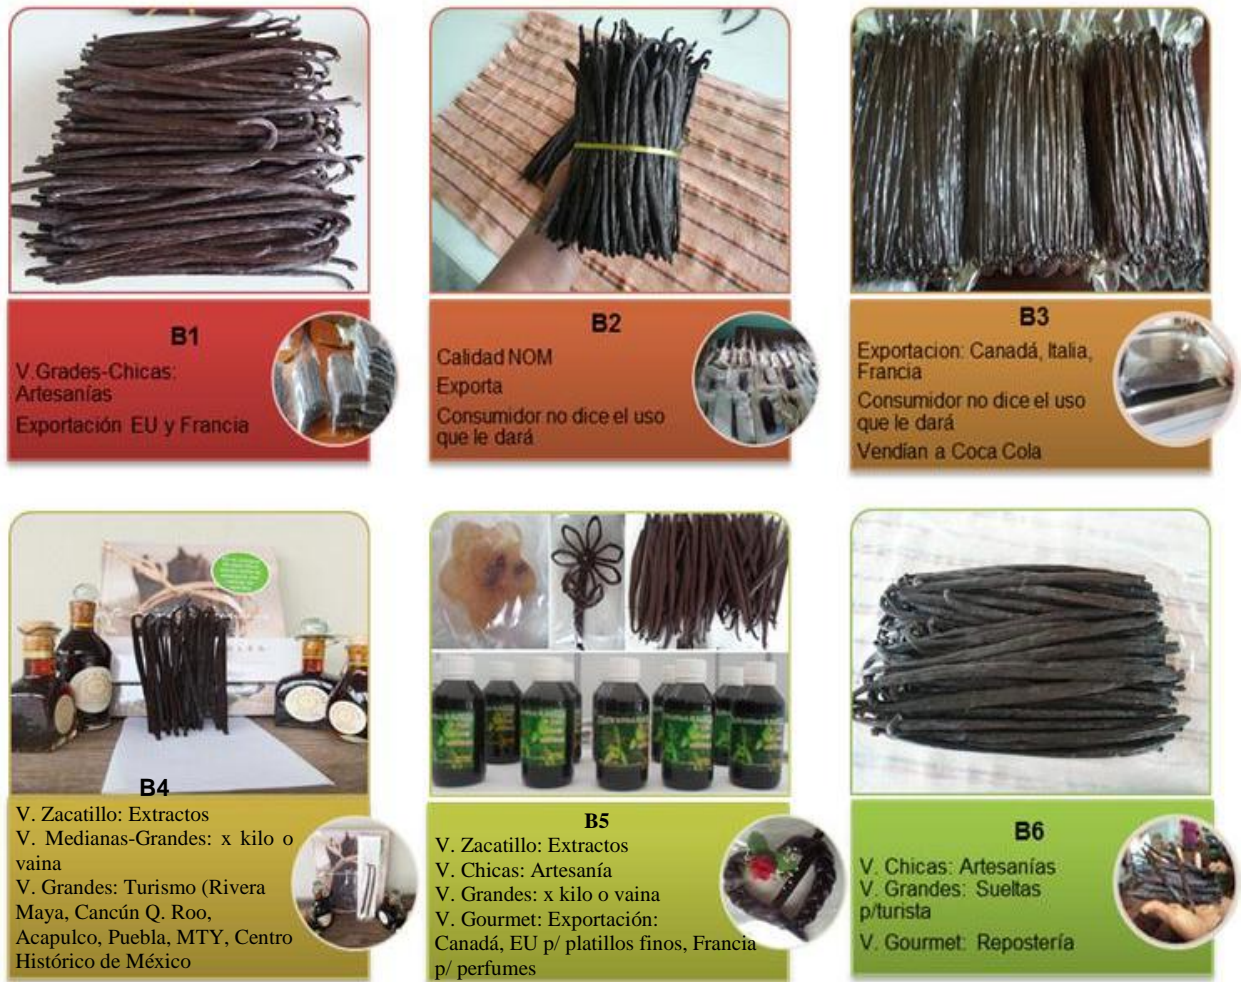 B1
V.Grades-Chicas:
Artesanías
Exportación EU y Francia
B2
Calidad NOM
Exporta
Consumidor no dice el uso
que le dará
B3
Exportacion: Canadá, Italia,
Francia
Consumidor no dice el uso
que le dará
Vendían a Coca Cola
B4
V. Zacatillo: Extractos
V. Medianas-Grandes: x kilo o
vaina
V. Grandes: Turismo (Rivera
Maya, Cancún Q. Roo,
Acapulco, Puebla, MTY, Centro
Histórico de México
B5
V. Zacatillo: Extractos
V. Chicas: Artesanía
V. Grandes: x kilo o vaina
V. Gourmet: Exportación:
Canadá, EU p/ platillos finos, Francia
p/ perfumes
B6
V. Chicas: Artesanías
V. Grandes: Sueltas
p/turista
V. Gourmet: Repostería